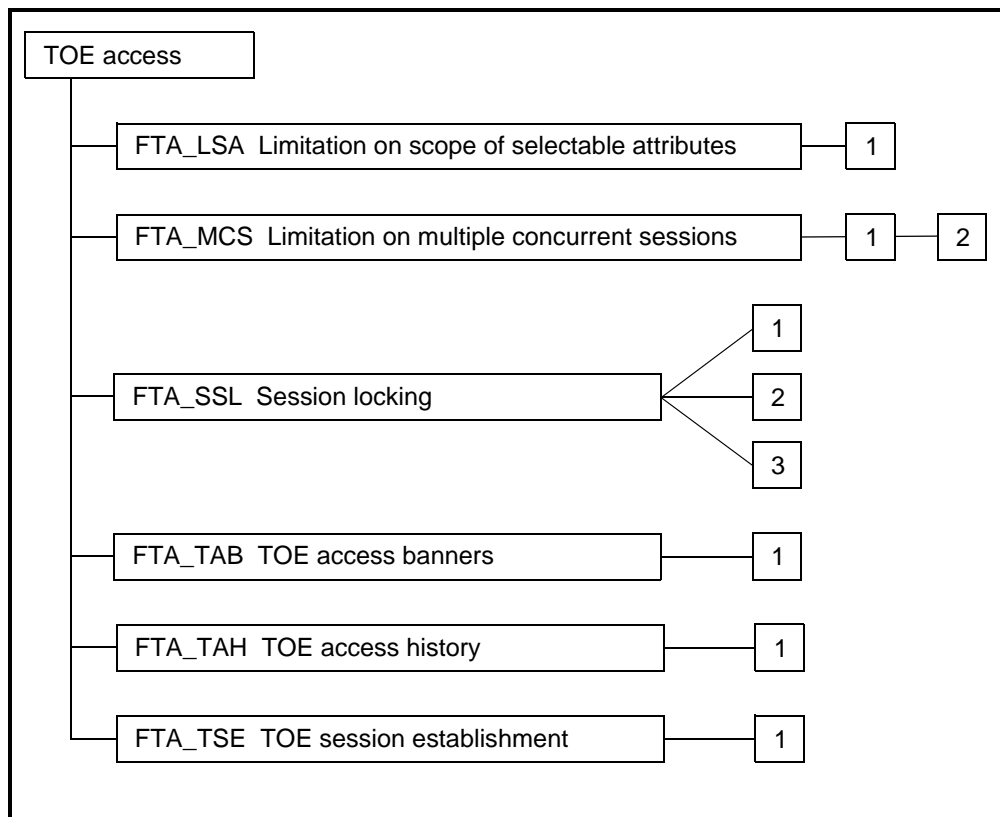 TOE access
FTA_LSA Limitation on scope of selectable attributes 1
FTA_MCS Limitation on multiple concurrent sessions 1 2
1
FTA_SSL Session locking 2
3
FTA_TAB TOE access banners 1
FTA_TAH TOE access history 1
FTA_TSE TOE session establishment 1